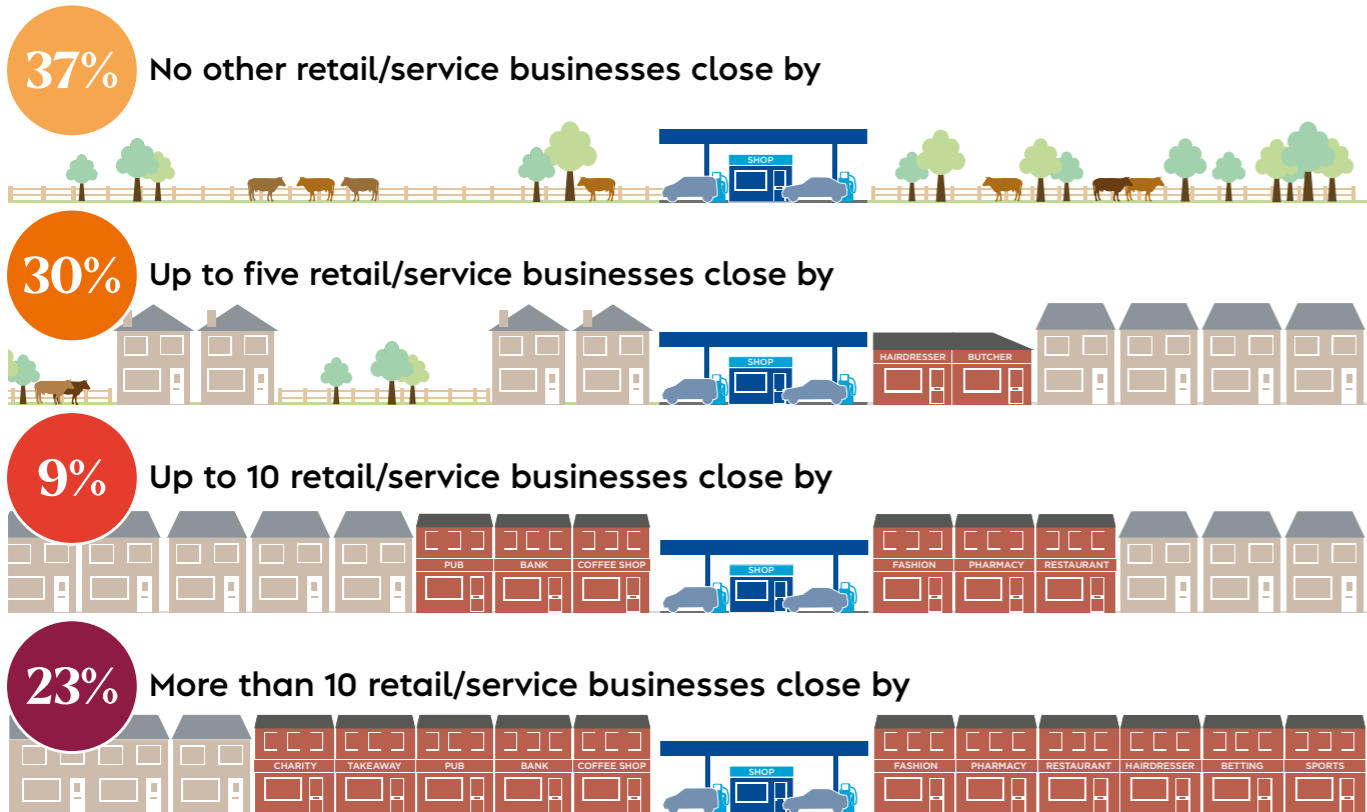 37%
No other retail/service businesses close by
SHOP
30%
Up to five retail/service businesses close by
SHOP
HAIRDRESSER
BUTCHER
9%
Up to 10 retail/service businesses close by
PUB
BANK
COFFEE SHOP
SHOP
FASHION
PHARMACY
RESTAURANT
23%
More than 10 retail/service businesses close by
CHARITY
TAKEAWAY
PUB
BANK
COFFEE SHOP
SHOP
FASHION
PHARMACY
RESTAURANT
HAIRDRESSER
BETTING
SPORTS